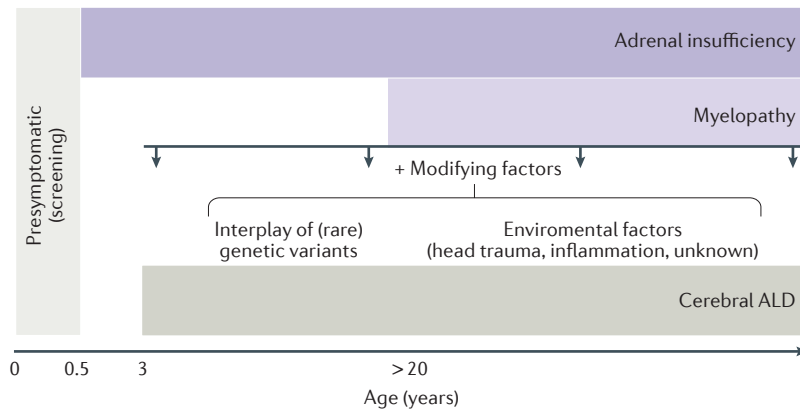 Presymptomatic
(screening)
Adrenal insufficiency
Myelopathy
+ Modifying factors
Interplay of (rare)
genetic variants
Enviromental factors
(head trauma, inflammation, unknown)
Cerebral ALD
0
0.5
3
>20
Age (years)